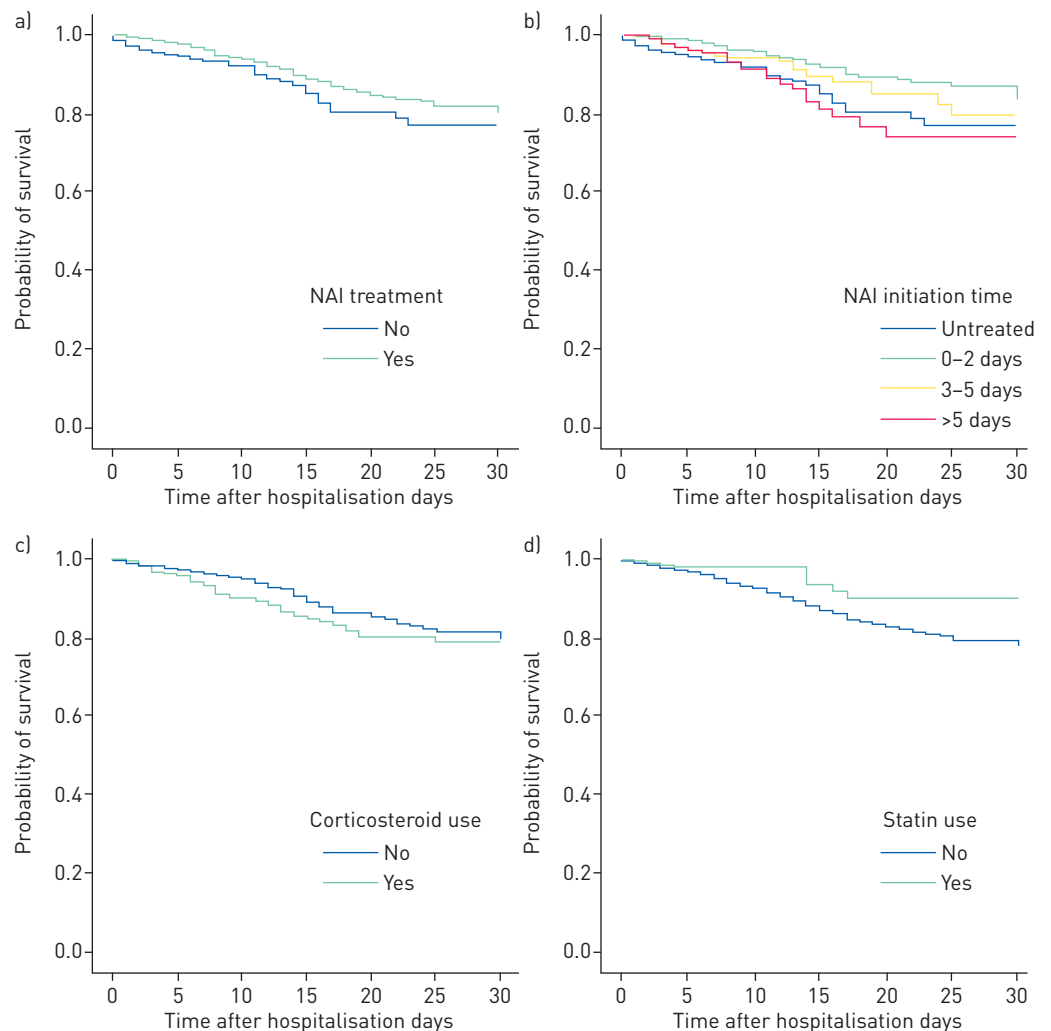 a)
1.0
0.8
0.6
0.4
0.2
0.0
Probability of survival
NAI treatment
No
Yes
0 5 10 15 20 25 30
Time after hospitalisation days
b)
1.0
0.8
0.6
0.4
0.2
0.0
Probability of survival
NAI initiation time
Untreated
0–2 days
3–5 days
>5 days
0 5 10 15 20 25 30
Time after hospitalisation days
c)
1.0
0.8
0.6
0.4
0.2
0.0
Probability of survival
Corticosteroid use
No
Yes
0 5 10 15 20 25 30
Time after hospitalisation days
d)
1.0
0.8
0.6
0.4
0.2
0.0
Probability of survival
Statin use
No
Yes
0 5 10 15 20 25 30
Time after hospitalisation days